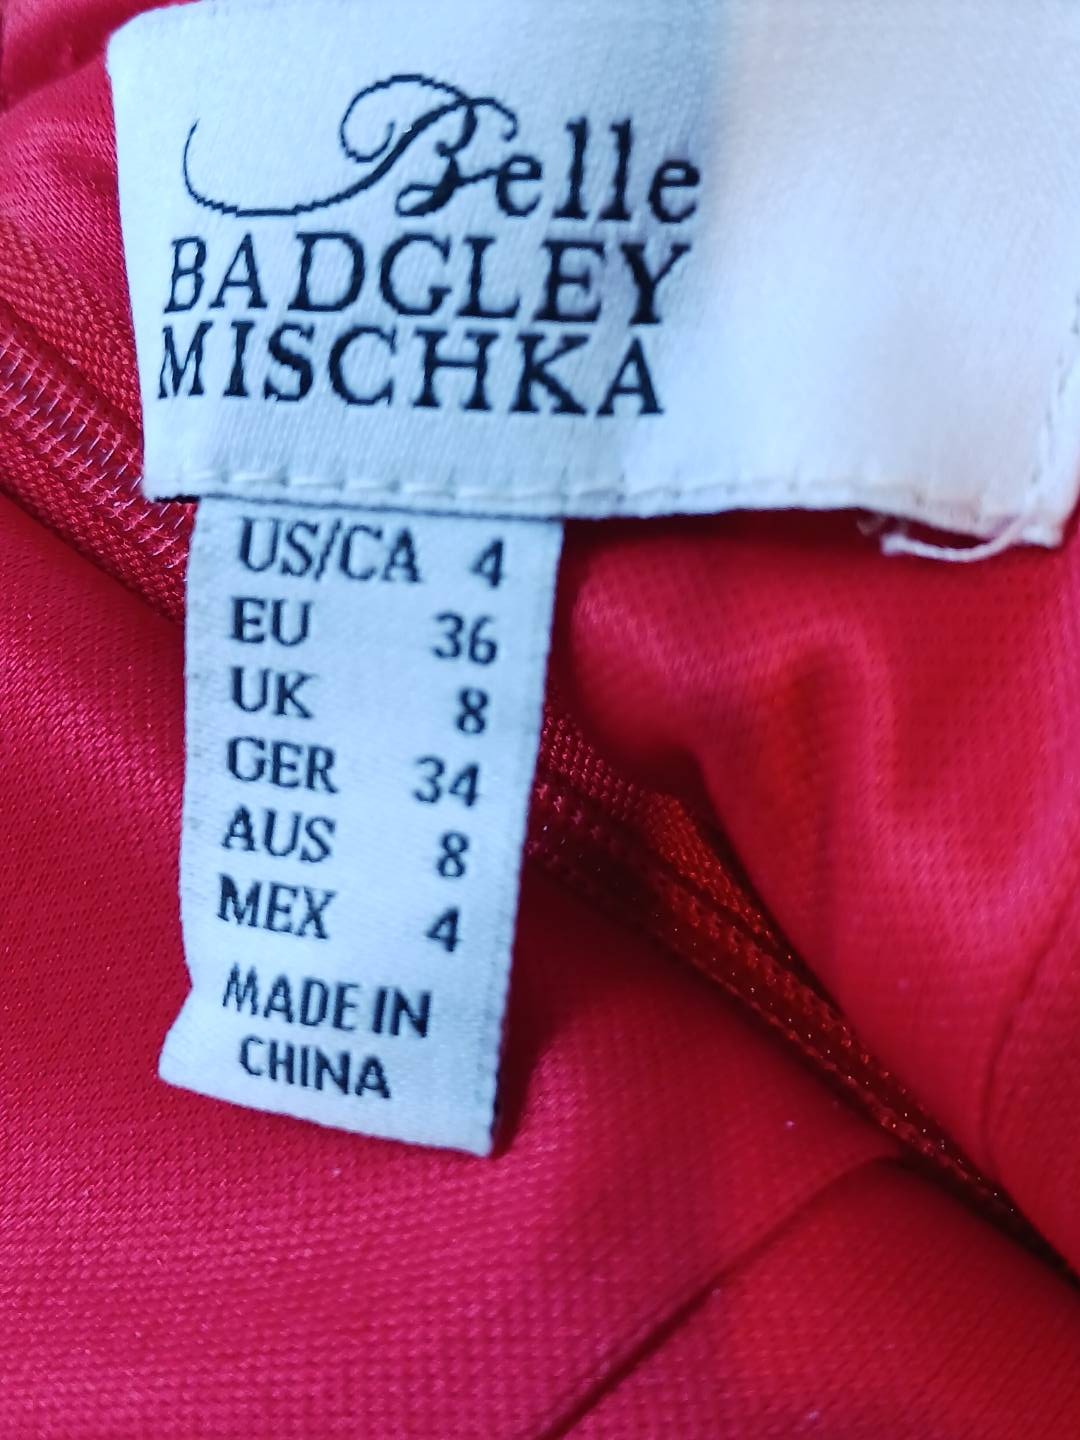 Belle
BADGLEY
MISCHKA
US/CA 4
EU 36
UK 8
GER 34
AUS 8
MEX 4
MADE IN
CHINA